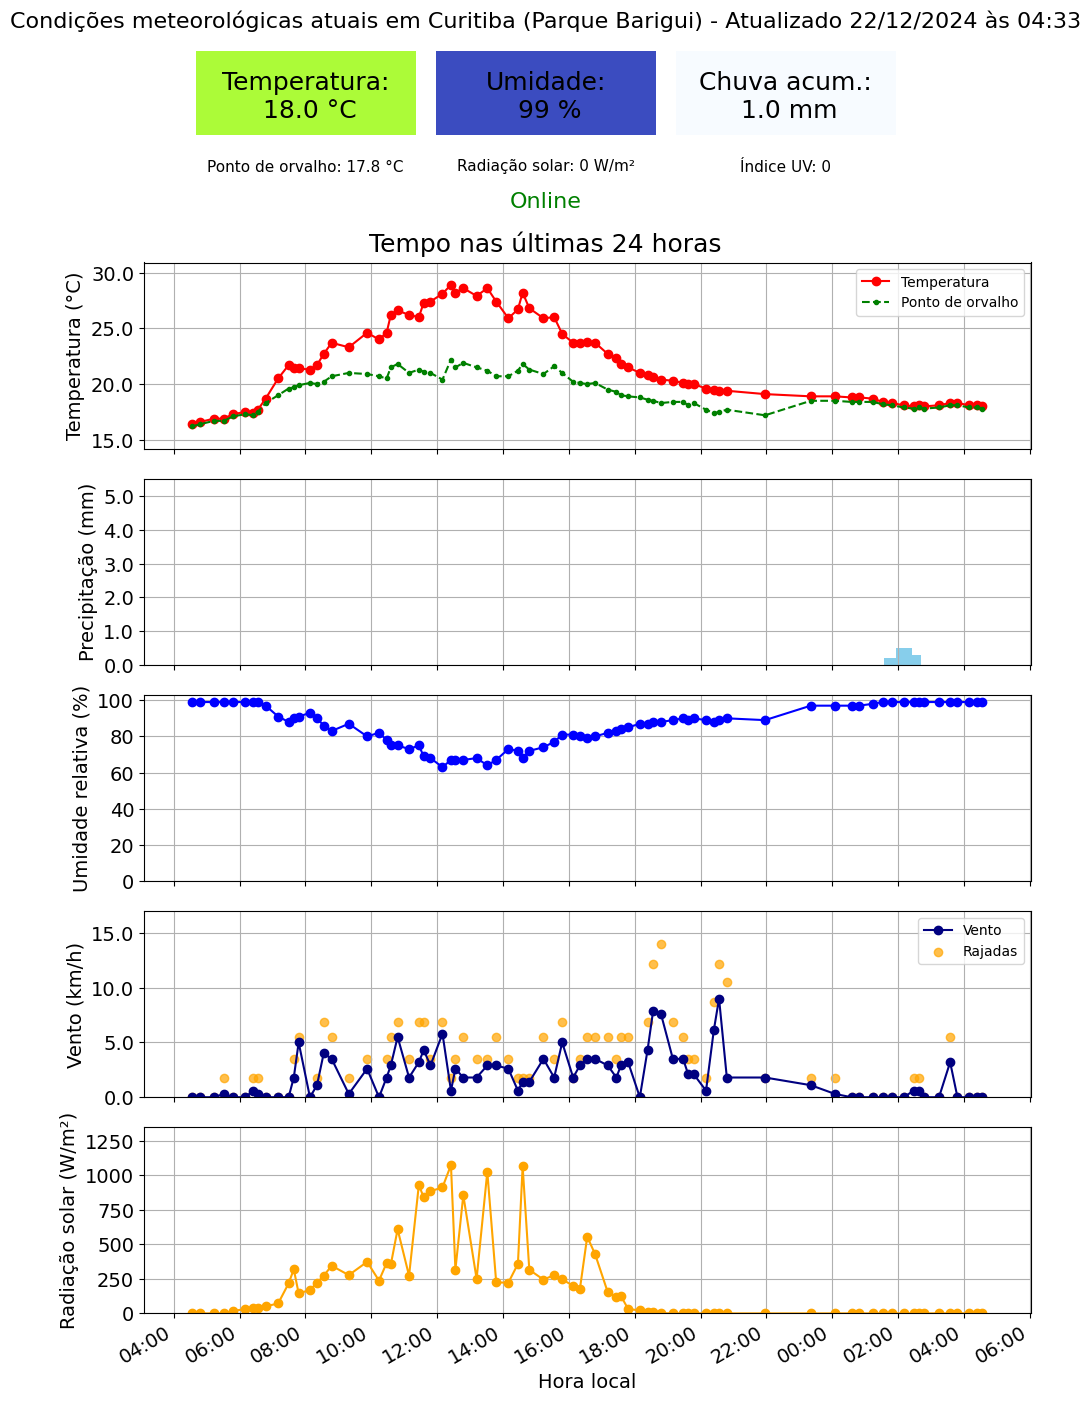 Condições meteorológicas atuais em Curitiba (Parque Barigui) - Atualizado 22/12/2024 às 04:33
Temperatura:
18.0 °C
Umidade:
99 %
Chuva acum.:
1.0 mm
Ponto de orvalho: 17.8 °C
Radiação solar: 0 W/m²
Índice UV: 0
Online
Tempo nas últimas 24 horas
Temperatura (°C)
30.0
25.0
20.0
15.0
Temperatura
Ponto de orvalho
Precipitação (mm)
5.0
4.0
3.0
2.0
1.0
0.0
Umidade relativa (%)
100
80
60
40
20
0
Vento (km/h)
15.0
10.0
5.0
0.0
Vento
Rajadas
Radiação solar (W/m²)
1250
1000
750
500
250
0
04:00
06:00
08:00
10:00
12:00
14:00
16:00
18:00
20:00
22:00
00:00
02:00
04:00
06:00
Hora local